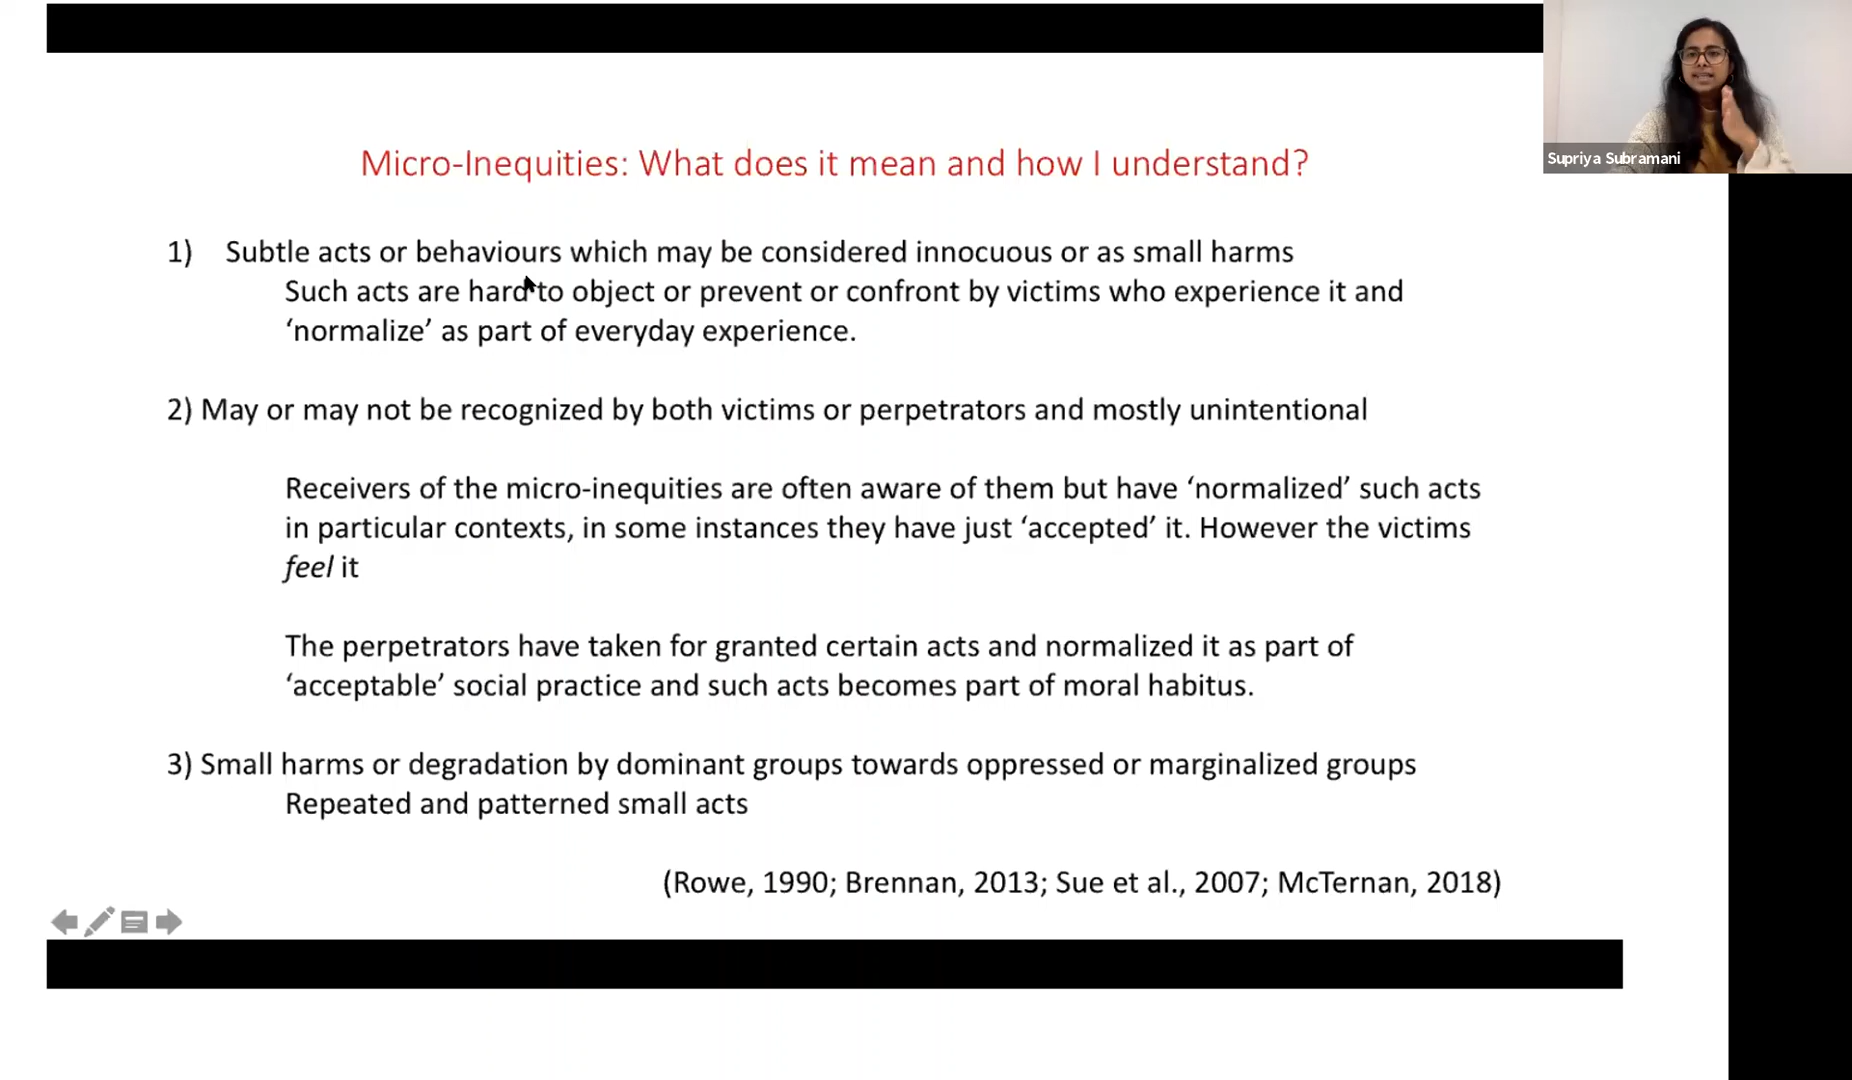 Micro-Inequities: What does it mean and how I understand?
Supriya Subramani
1) Subtle acts or behaviours which may be considered innocuous or as small harms
Such acts are hard to object or prevent or confront by victims who experience it and
‘normalize’ as part of everyday experience.
2) May or may not be recognized by both victims or perpetrators and mostly unintentional
Receivers of the micro-inequities are often aware of them but have ‘normalized’ such acts
in particular contexts, in some instances they have just ‘accepted’ it. However the victims
feel it
The perpetrators have taken for granted certain acts and normalized it as part of
‘acceptable’ social practice and such acts becomes part of moral habitus.
3) Small harms or degradation by dominant groups towards oppressed or marginalized groups
Repeated and patterned small acts
(Rowe, 1990; Brennan, 2013; Sue et al., 2007; McTernan, 2018)